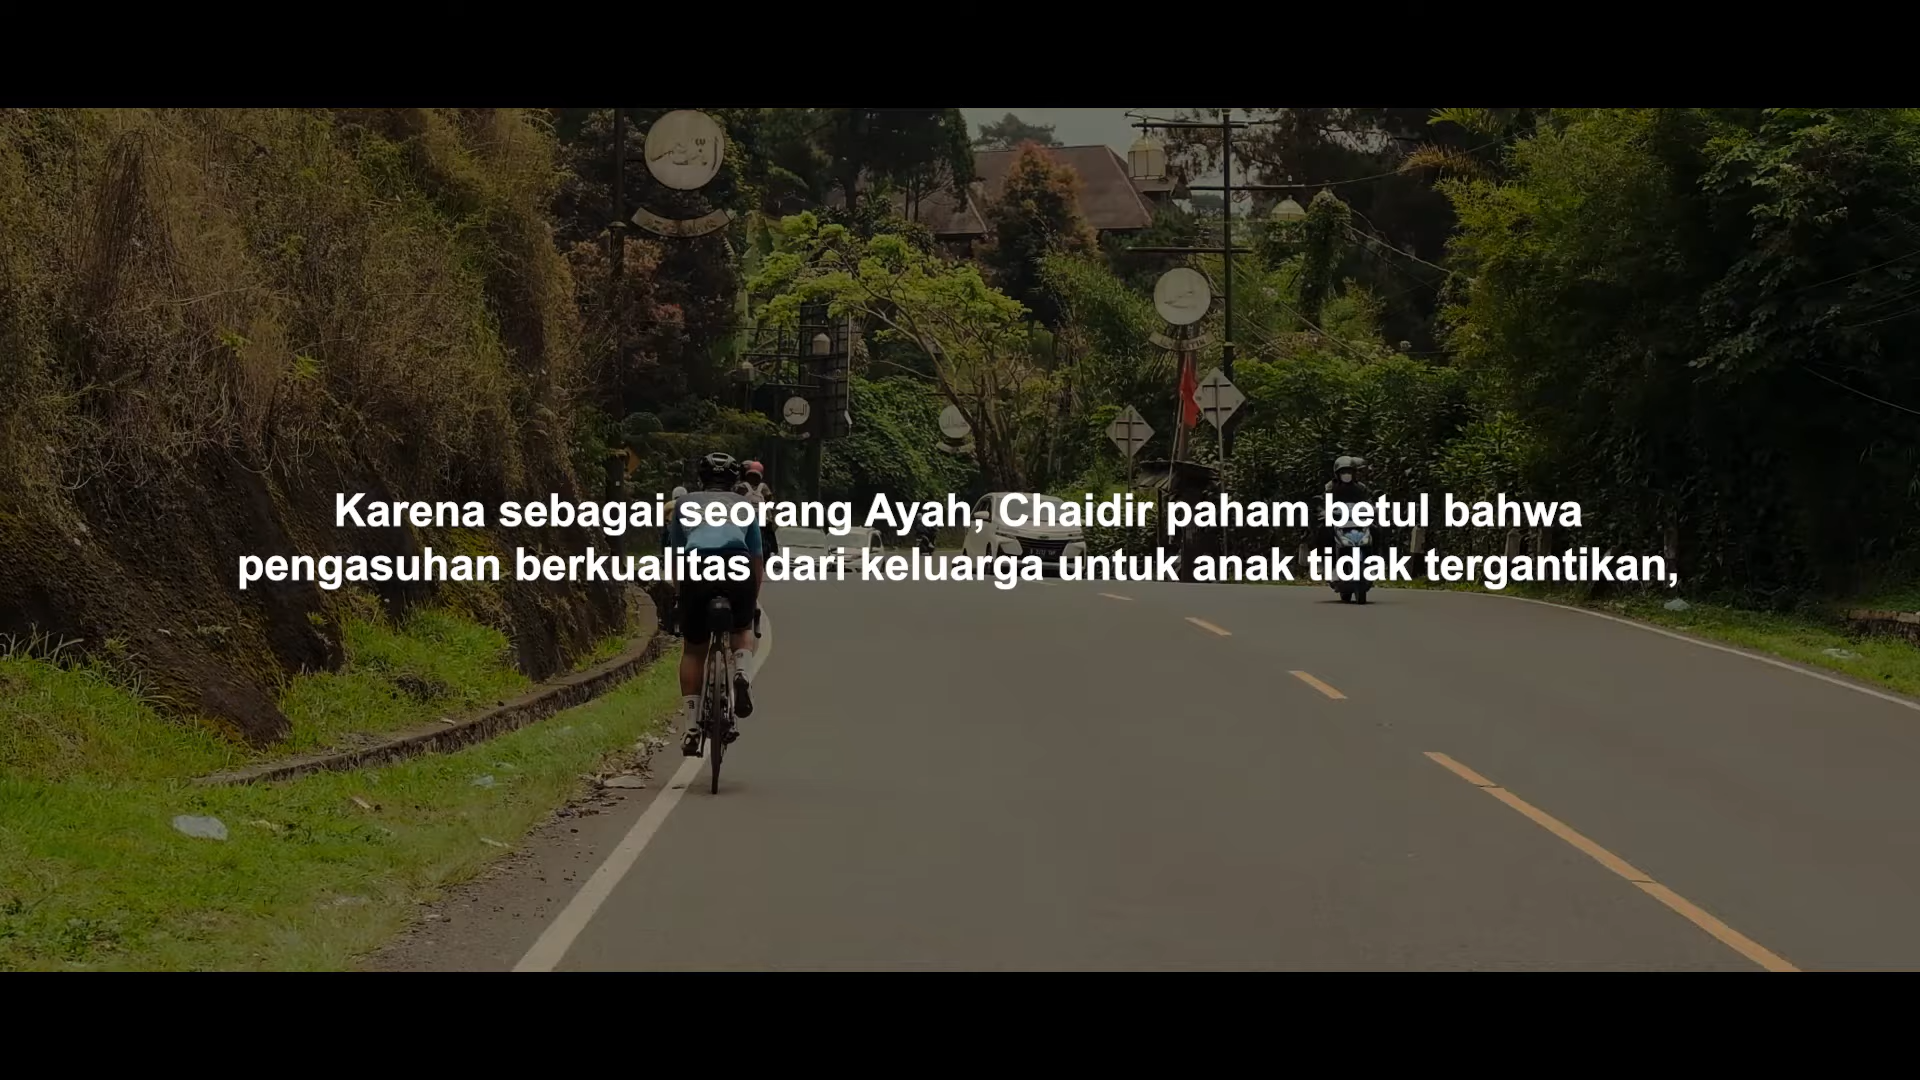 Karena sebagai seorang Ayah, Chaidir paham betul bahwa
pengasuhan berkualitas dari keluarga untuk anak tidak tergantikan,